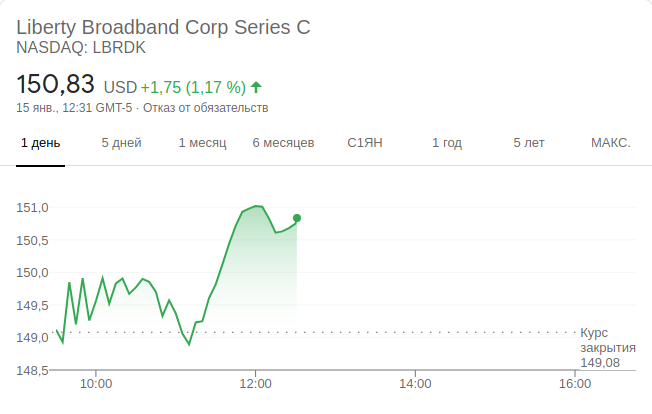 Liberty Broadband Corp Series C
NASDAQ: LBRDK
150,83 USD +1,75 (1,17 %)
15 янв., 12:31 GMT-5 · Отказ от обязательств
1 день 5 дней 1 месяц 6 месяцев С1ЯН 1 год 5 лет МАКС.
151,0
150,5
150,0
149,5
149,0
148,5
Курс
закрытия
149,08
10:00 12:00 14:00 16:00